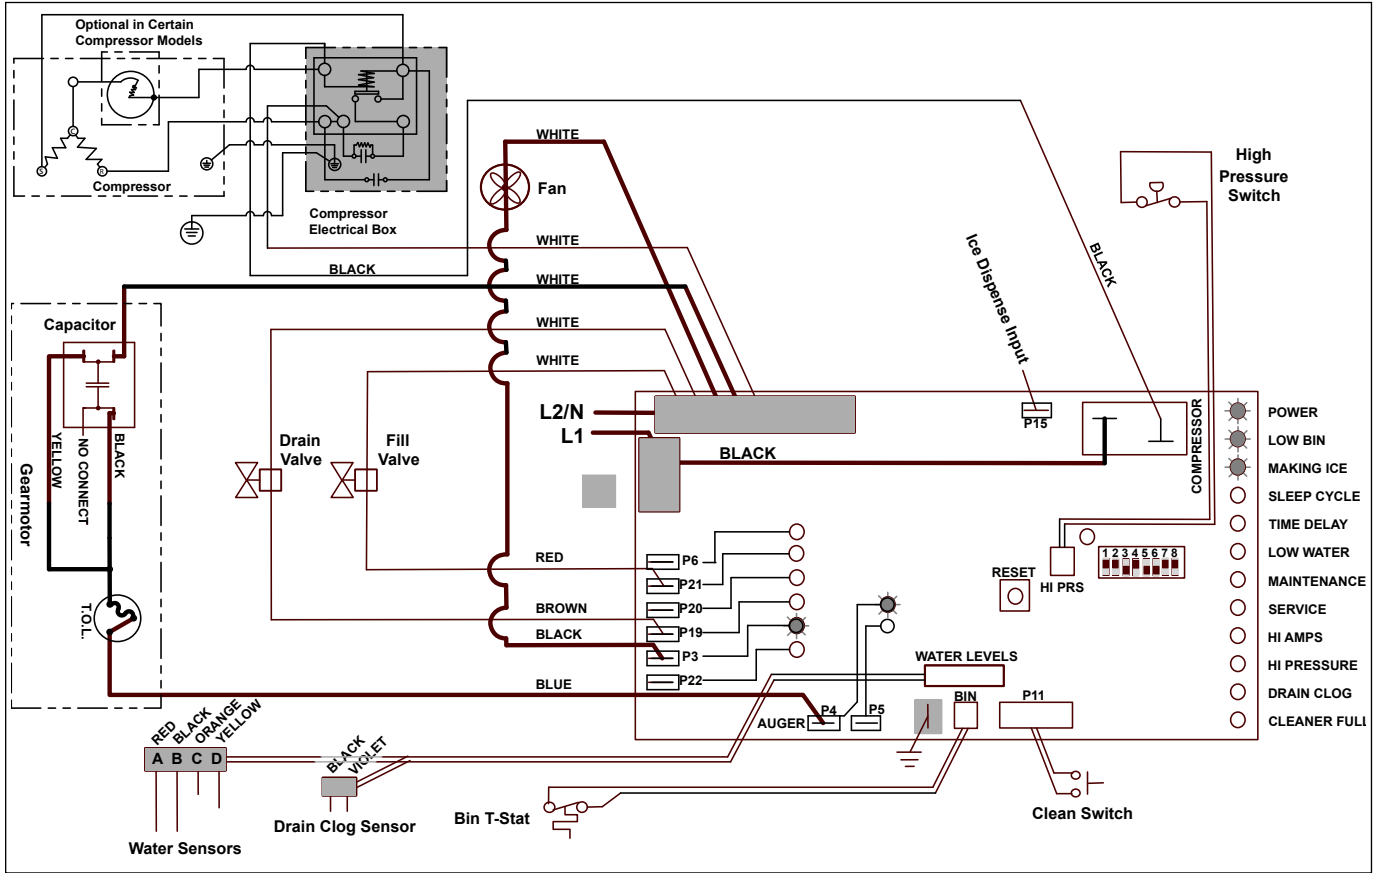 Optional in Certain
Compressor Models
S
C
R
Compressor
Compressor
Electrical Box
WHITE
Fan
WHITE
BLACK
WHITE
WHITE
WHITE
High
Pressure
Switch
BLACK
Ice Dispense Input
Capacitor
YELLOW
NO CONNECT
BLACK
Gearmotor
T.O.L.
Drain
Valve
Fill
Valve
L2/N
L1
BLACK
P15
COMPRESSOR
POWER
LOW BIN
MAKING ICE
SLEEP CYCLE
TIME DELAY
LOW WATER
MAINTENANCE
SERVICE
HI AMPS
HI PRESSURE
DRAIN CLOG
CLEANER FULL
1 2 3 4 5 6 7 8
HI PRS
RESET
RED
P6
P21
BROWN
P20
P19
BLACK
P3
P22
BLUE
WATER LEVELS
AUGER
P4
P5
BIN
P11
RED
BLACK
ORANGE
YELLOW
A B C D
BLACK
VIOLET
Water Sensors
Drain Clog Sensor
Bin T-Stat
Clean Switch